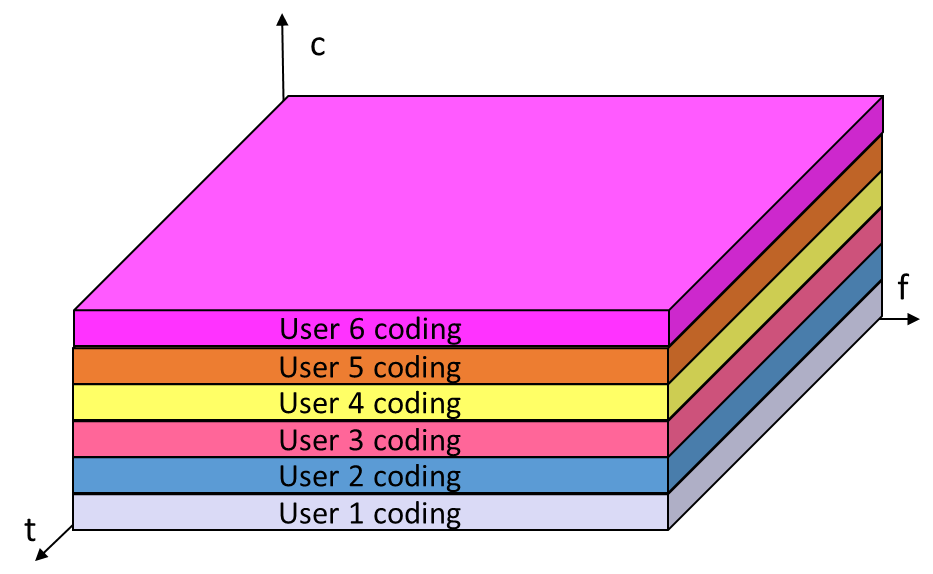 c
f
User 6 coding
User 5 coding
User 4 coding
User 3 coding
User 2 coding
User 1 coding
t